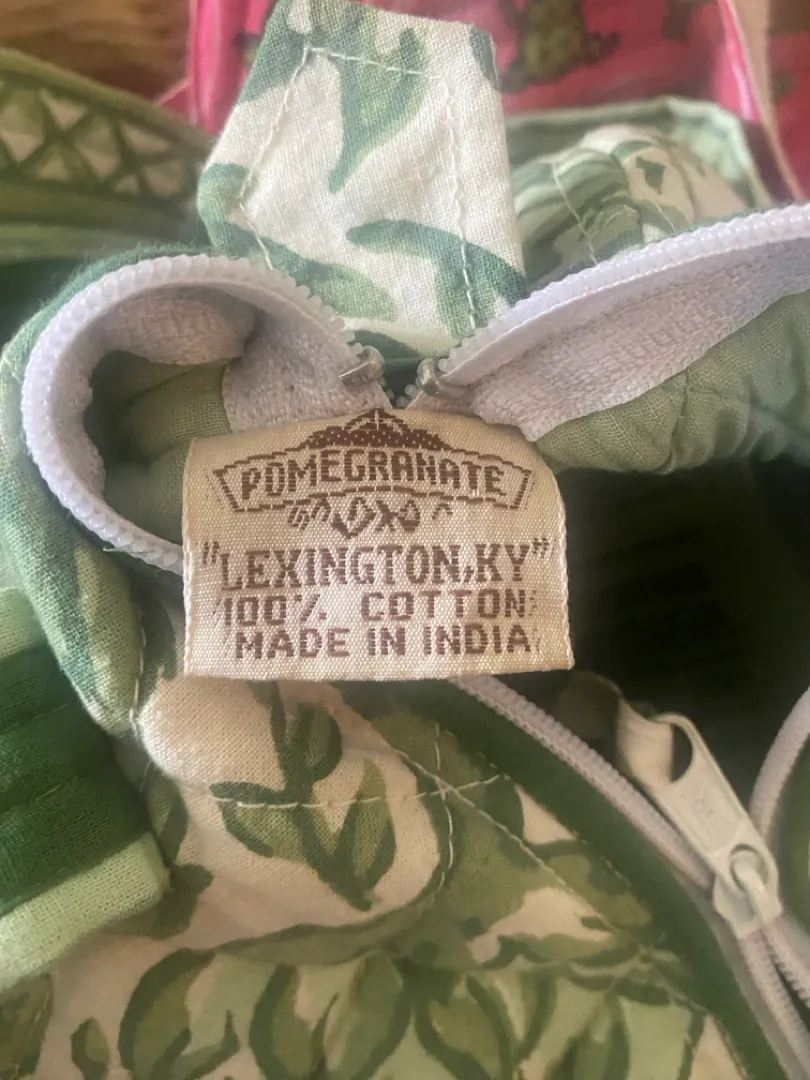 POMEGRANATE
"LEXINGTON,KY"
100% COTTON
MADE IN INDIA